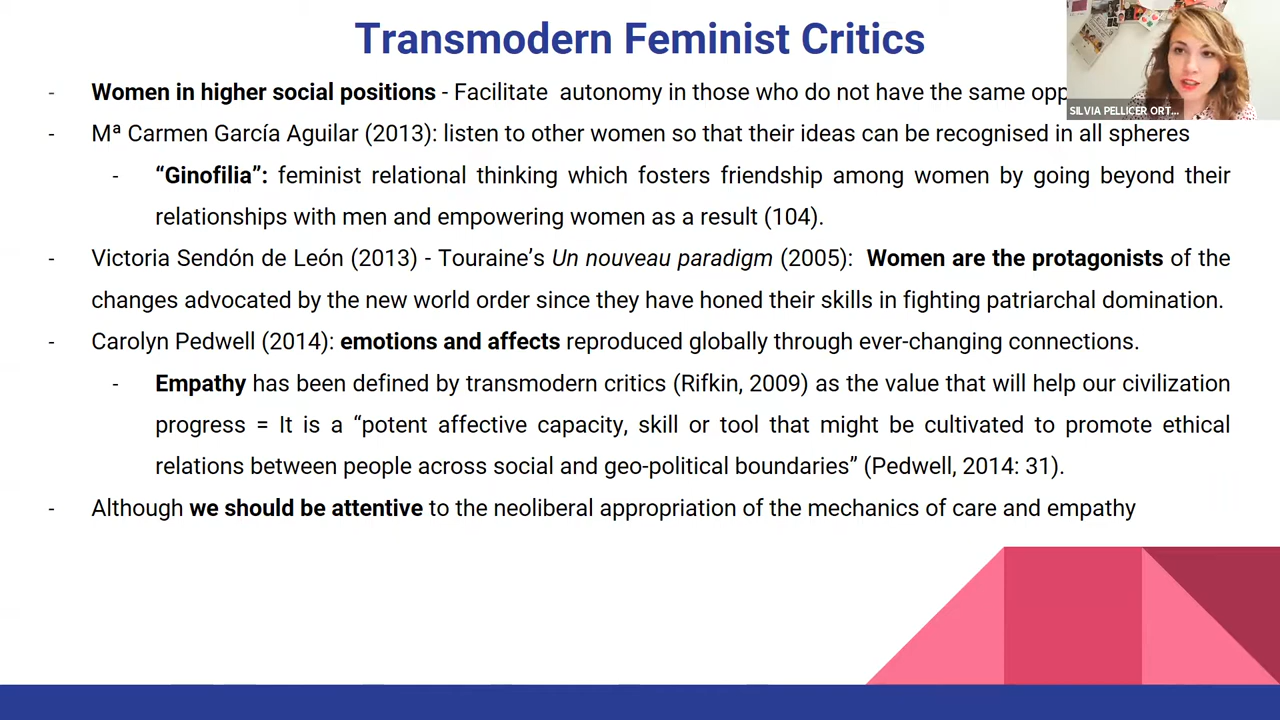 Transmodern Feminist Critics
- Women in higher social positions - Facilitate autonomy in those who do not have the same opp
SILVIA PELLICER ORT...
- Mª Carmen García Aguilar (2013): listen to other women so that their ideas can be recognised in all spheres
- “Ginofilia”: feminist relational thinking which fosters friendship among women by going beyond their
relationships with men and empowering women as a result (104).
- Victoria Sendón de León (2013) - Touraine’s Un nouveau paradigm (2005): Women are the protagonists of the
changes advocated by the new world order since they have honed their skills in fighting patriarchal domination.
- Carolyn Pedwell (2014): emotions and affects reproduced globally through ever-changing connections.
- Empathy has been defined by transmodern critics (Rifkin, 2009) as the value that will help our civilization
progress = It is a “potent affective capacity, skill or tool that might be cultivated to promote ethical
relations between people across social and geo-political boundaries” (Pedwell, 2014: 31).
- Although we should be attentive to the neoliberal appropriation of the mechanics of care and empathy